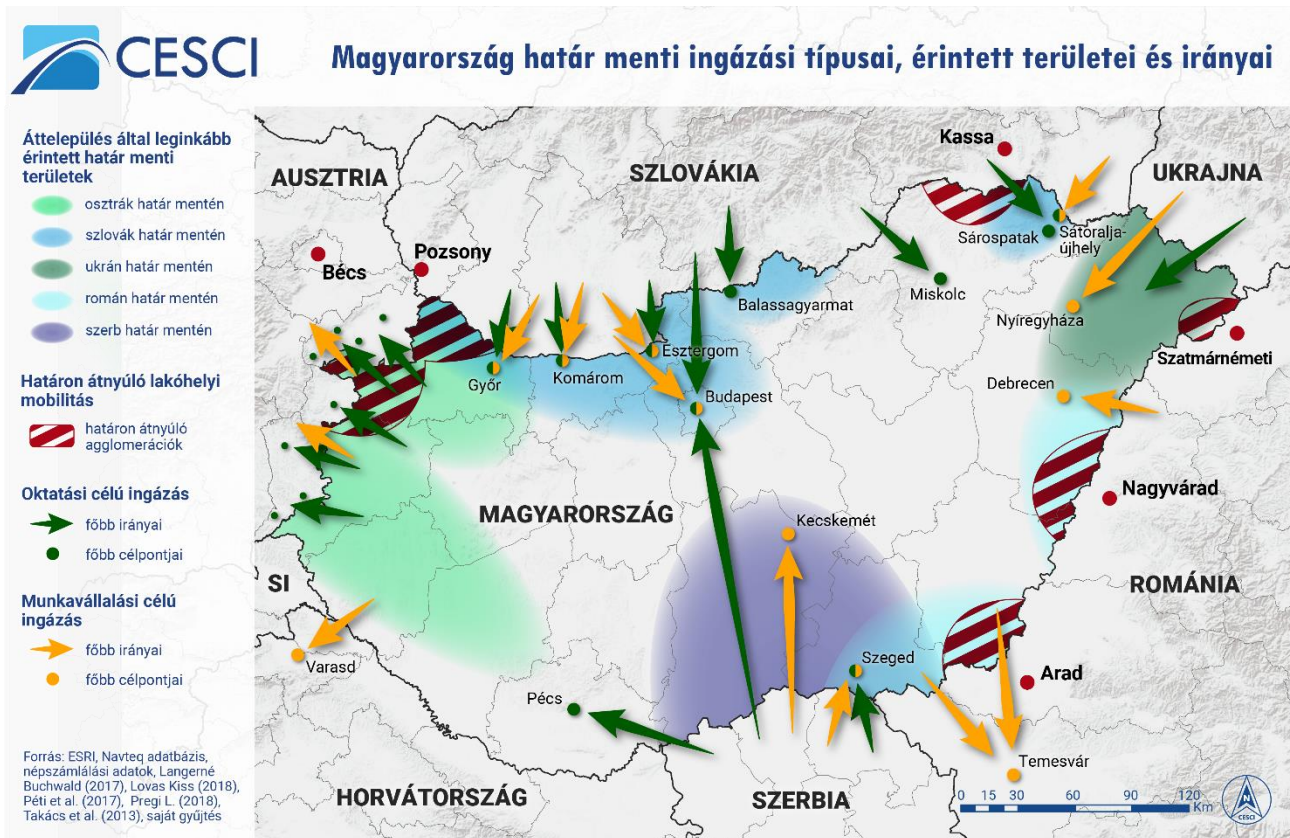 CESCI
Magyarország határ menti ingázási típusai, érintett területei és irányai
Áttelepülés által leginkább
érintett határ menti
területek
osztrák határ mentén
szlovák határ mentén
ukrán határ mentén
román határ mentén
szerb határ mentén
Határon átnyúló lakóhelyi
mobilitás
határon átnyúló
agglomerációk
Oktatási célú ingázás
főbb irányai
főbb célpontjai
Munkavállalási célú
ingázás
főbb irányai
főbb célpontjai
Forrás: ESRI, Navteq adatbázis,
népszámlálási adatok, Langerné
Buchwald (2017), Lovas Kiss (2018),
Péti et al. (2017), Pregi L. (2018),
Takács et al. (2013), saját gyűjtés
AUSZTRIA
SZLOVÁKIA
Kassa
UKRAJNA
Bécs
Pozsony
Sárospatak
Sátoralja-
újhely
Miskolc
Balassagyarmat
Nyíregyháza
Szatmárnémeti
Győr
Komárom
Esztergom
Budapest
Debrecen
Nagyvárad
MAGYARORSZÁG
Kecskemét
SI
ROMÁNIA
Varasd
Szeged
Arad
Pécs
Temesvár
HORVÁTORSZÁG
SZERBIA
0 15 30 60 90 120
Km
N
CESCI